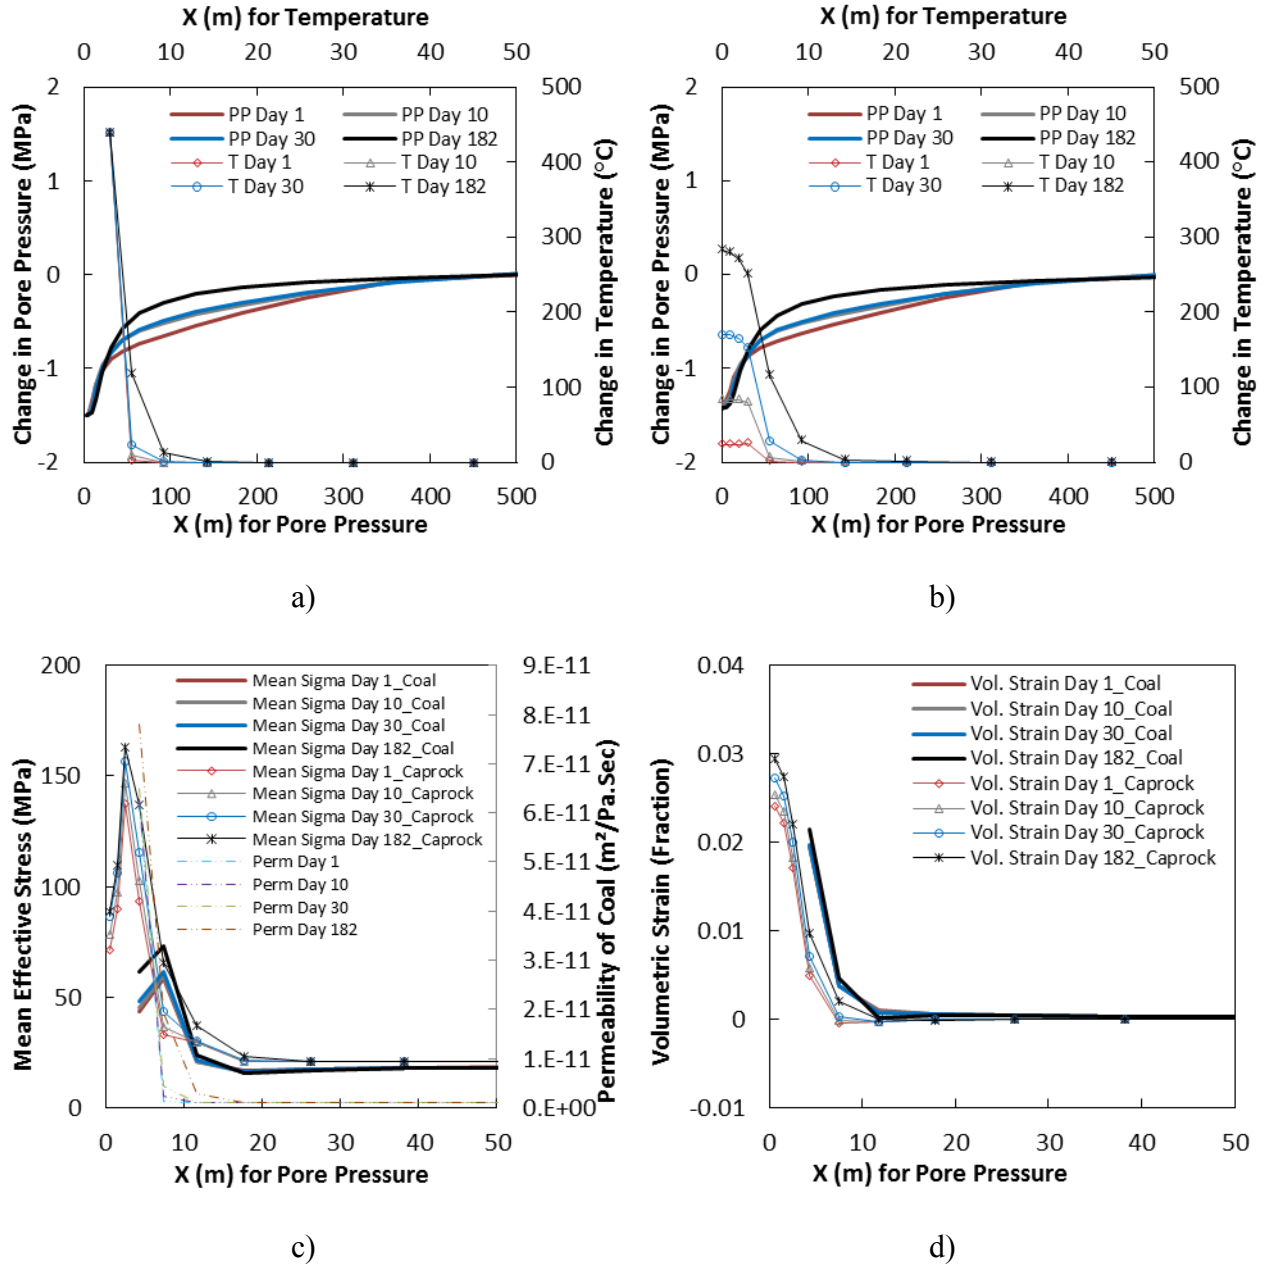 X (m) for Temperature
0 10 20 30 40 50
Change in Pore Pressure (MPa)
2
1
0
-1
-2
PP Day 1
PP Day 10
PP Day 30
PP Day 182
T Day 1
T Day 10
T Day 30
T Day 182
500
400
300
200
100
0
Change in Temperature (°C)
0 100 200 300 400 500
X (m) for Pore Pressure
a)
X (m) for Temperature
0 10 20 30 40 50
Change in Pore Pressure (MPa)
2
1
0
-1
-2
PP Day 1
PP Day 10
PP Day 30
PP Day 182
T Day 1
T Day 10
T Day 30
T Day 182
500
400
300
200
100
0
Change in Temperature (°C)
0 100 200 300 400 500
X (m) for Pore Pressure
b)
Mean Effective Stress (MPa)
200
150
100
50
0
Mean Sigma Day 1_Coal
Mean Sigma Day 10_Coal
Mean Sigma Day 30_Coal
Mean Sigma Day 182_Coal
Mean Sigma Day 1_Caprock
Mean Sigma Day 10_Caprock
Mean Sigma Day 30_Caprock
Mean Sigma Day 182_Caprock
Perm Day 1
Perm Day 10
Perm Day 30
Perm Day 182
9.E-11
8.E-11
7.E-11
6.E-11
5.E-11
4.E-11
3.E-11
2.E-11
1.E-11
0.E+00
Permeability of Coal (m²/Pa.Sec)
0 10 20 30 40 50
X (m) for Pore Pressure
c)
Volumetric Strain (Fraction)
0.04
0.03
0.02
0.01
0
-0.01
Vol. Strain Day 1_Coal
Vol. Strain Day 10_Coal
Vol. Strain Day 30_Coal
Vol. Strain Day 182_Coal
Vol. Strain Day 1_Caprock
Vol. Strain Day 10_Caprock
Vol. Strain Day 30_Caprock
Vol. Strain Day 182_Caprock
0 10 20 30 40 50
X (m) for Pore Pressure
d)